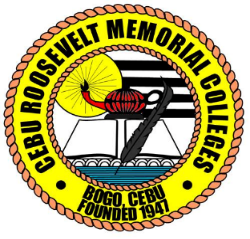 CEBU ROOSEVELT MEMORIAL COLLEGES
BOGO, CEBU
FOUNDED 1947